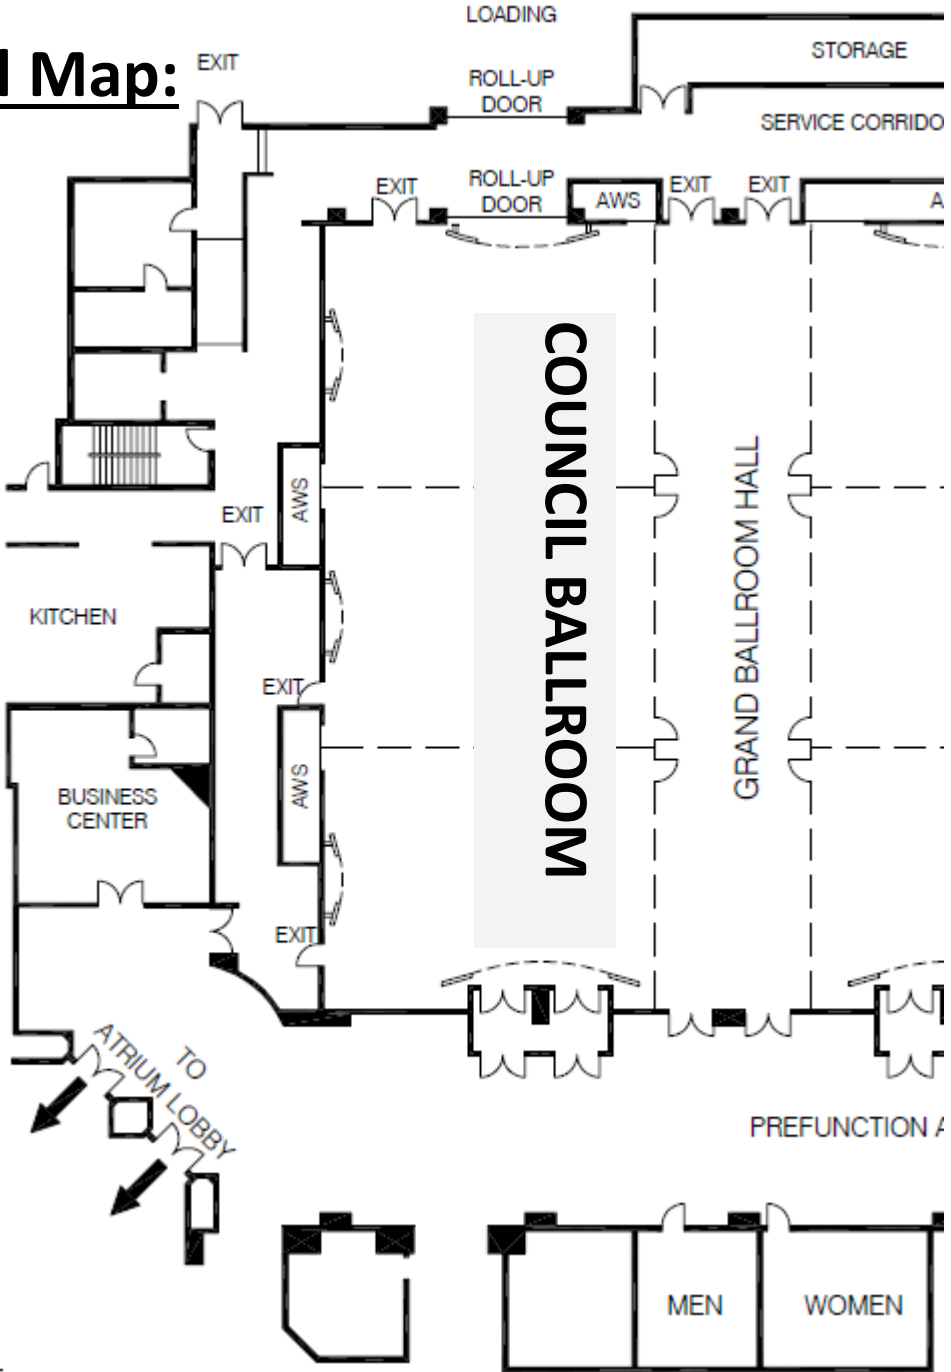 LOADING
Map:
EXIT
STORAGE
ROLL-UP
DOOR
SERVICE CORRIDO
EXIT
ROLL-UP
DOOR
AWS
EXIT
EXIT
COUNCIL BALLROOM
GRAND BALLROOM HALL
AWS
EXIT
KITCHEN
EXIT
AWS
BUSINESS
CENTER
EXIT
TO
ATRIUM LOBBY
PREFUNCTION A
MEN
WOMEN